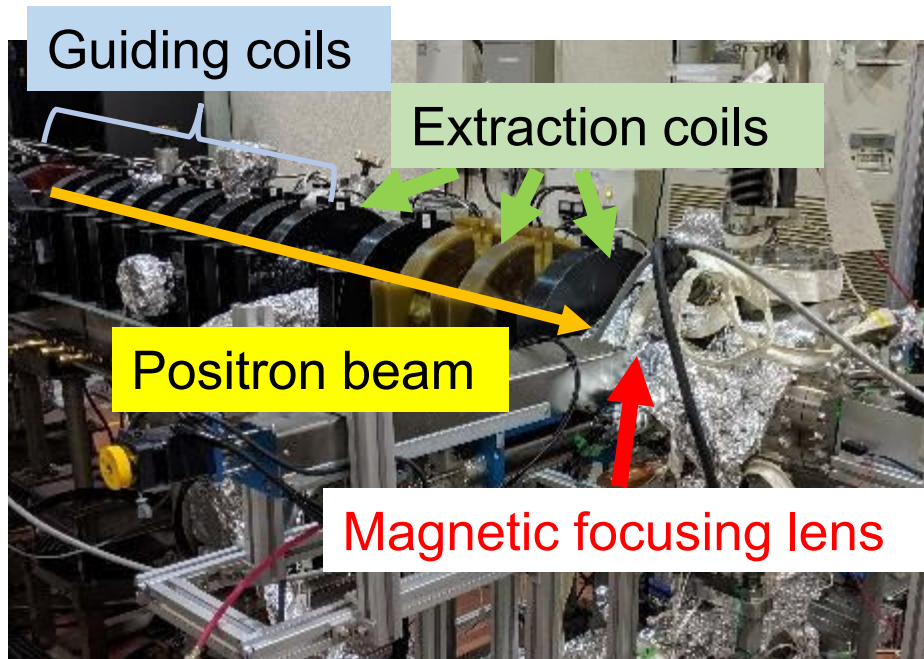 Guiding coils
Extraction coils
Positron beam
Magnetic focusing lens